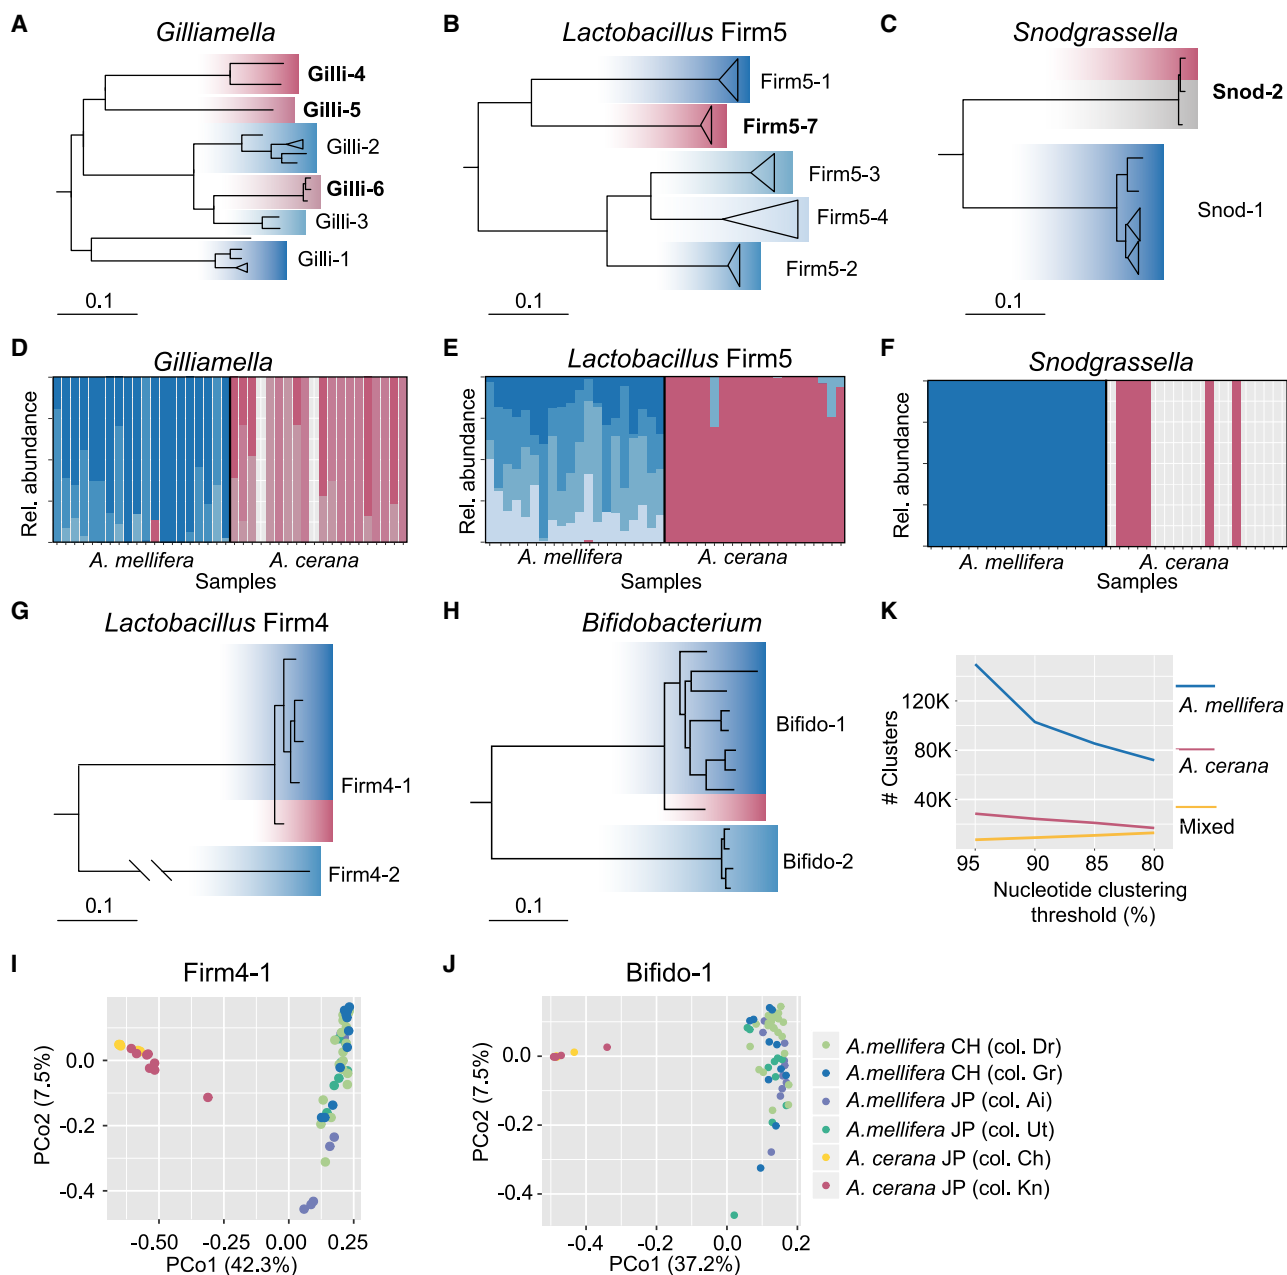 A
Gilliamella
Gilli-4
Gilli-5
Gilli-2
Gilli-6
Gilli-3
Gilli-1
0.1
B
Lactobacillus Firm5
Firm5-1
Firm5-7
Firm5-3
Firm5-4
Firm5-2
0.1
C
Snodgrassella
Snod-2
Snod-1
0.1
D
Gilliamella
Rel. abundance
A. mellifera
A. cerana
Samples
E
Lactobacillus Firm5
Rel. abundance
A. mellifera
A. cerana
Samples
F
Snodgrassella
Rel. abundance
A. mellifera
A. cerana
Samples
G
Lactobacillus Firm4
Firm4-1
Firm4-2
0.1
H
Bifidobacterium
Bifido-1
Bifido-2
0.1
K
# Clusters
120K
80K
40K
95
90
85
80
Nucleotide clustering
threshold (%)
A. mellifera
A. cerana
Mixed
I
Firm4-1
PCo2 (7.5%)
0.0
-0.2
-0.4
-0.50
-0.25
0.00
0.25
PCo1 (42.3%)
J
Bifido-1
PCo2 (7.5%)
0.0
-0.2
-0.4
-0.4
-0.2
0.0
0.2
PCo1 (37.2%)
A.mellifera CH (col. Dr)
A.mellifera CH (col. Gr)
A.mellifera JP (col. Ai)
A.mellifera JP (col. Ut)
A. cerana JP (col. Ch)
A. cerana JP (col. Kn)